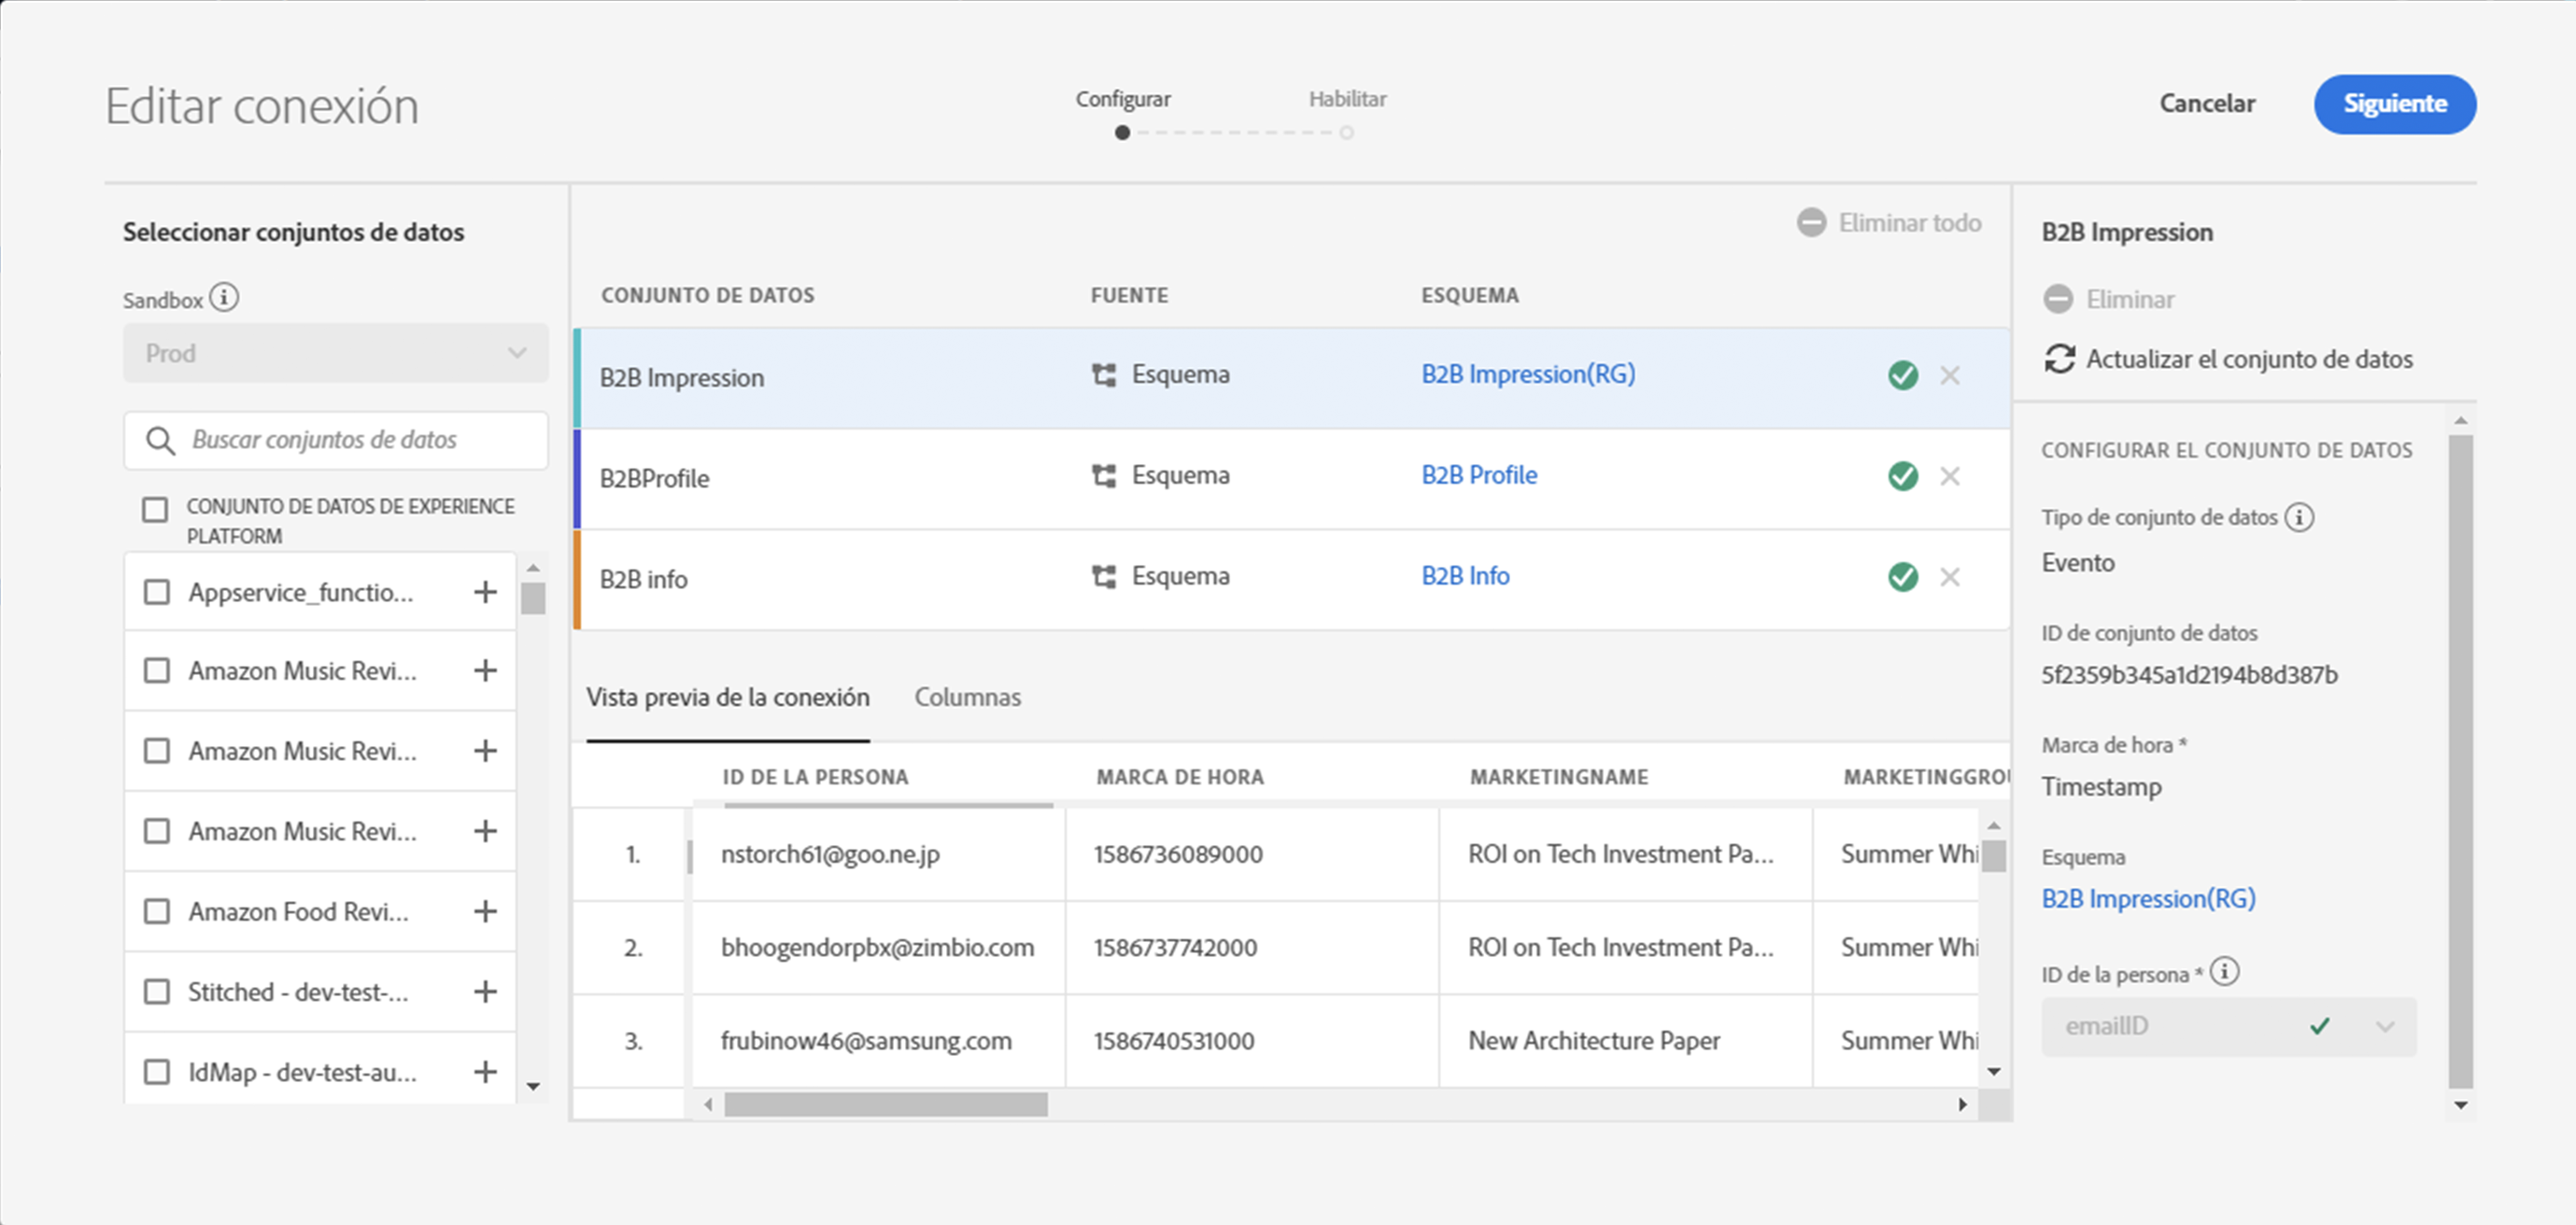 Editar conexión
Configurar
Habilitar
Cancelar
Siguiente
Seleccionar conjuntos de datos
Sandbox
Prod
Buscar conjuntos de datos
CONJUNTO DE DATOS DE EXPERIENCE
PLATFORM
Appservice_functio...
Amazon Music Revi...
Amazon Music Revi...
Amazon Music Revi...
Amazon Food Revi...
Stitched - dev-test-...
IdMap - dev-test-au...
Eliminar todo
CONJUNTO DE DATOS FUENTE ESQUEMA
B2B Impression Esquema B2B Impression(RG)
B2BProfile Esquema B2B Profile
B2B info Esquema B2B Info
Vista previa de la conexión Columnas
ID DE LA PERSONA MARCA DE HORA MARKETINGNAME MARKETINGGROU
1. nstorch61@goo.ne.jp 1586736089000 ROI on Tech Investment Pa... Summer Whi
2. bhoogendorpbx@zimbio.com 1586737742000 ROI on Tech Investment Pa... Summer Whi
3. frubinow46@samsung.com 1586740531000 New Architecture Paper Summer Whi
B2B Impression
Eliminar
Actualizar el conjunto de datos
CONFIGURAR EL CONJUNTO DE DATOS
Tipo de conjunto de datos
Evento
ID de conjunto de datos
5f2359b345a1d2194b8d387b
Marca de hora *
Timestamp
Esquema
B2B Impression(RG)
ID de la persona *
emailID